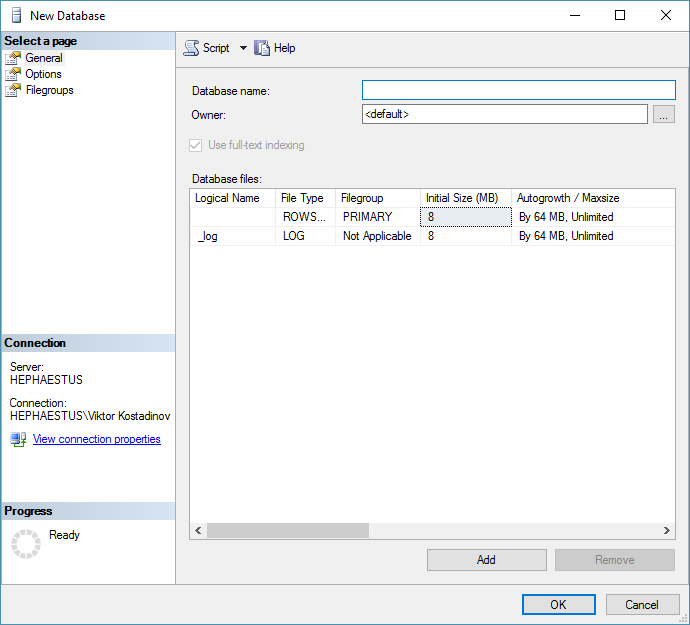 New Database
Select a page
General
Options
Filegroups
Script Help
Database name:
Owner: <default> ...
Use full-text indexing
Database files:
Logical Name File Type Filegroup Initial Size (MB) Autogrowth / Maxsize
ROWS... PRIMARY 8 By 64 MB, Unlimited
_log LOG Not Applicable 8 By 64 MB, Unlimited
Connection
Server:
HEPHAESTUS
Connection:
HEPHAESTUS\Viktor Kostadinov
View connection properties
Progress
Ready
Add Remove
OK Cancel